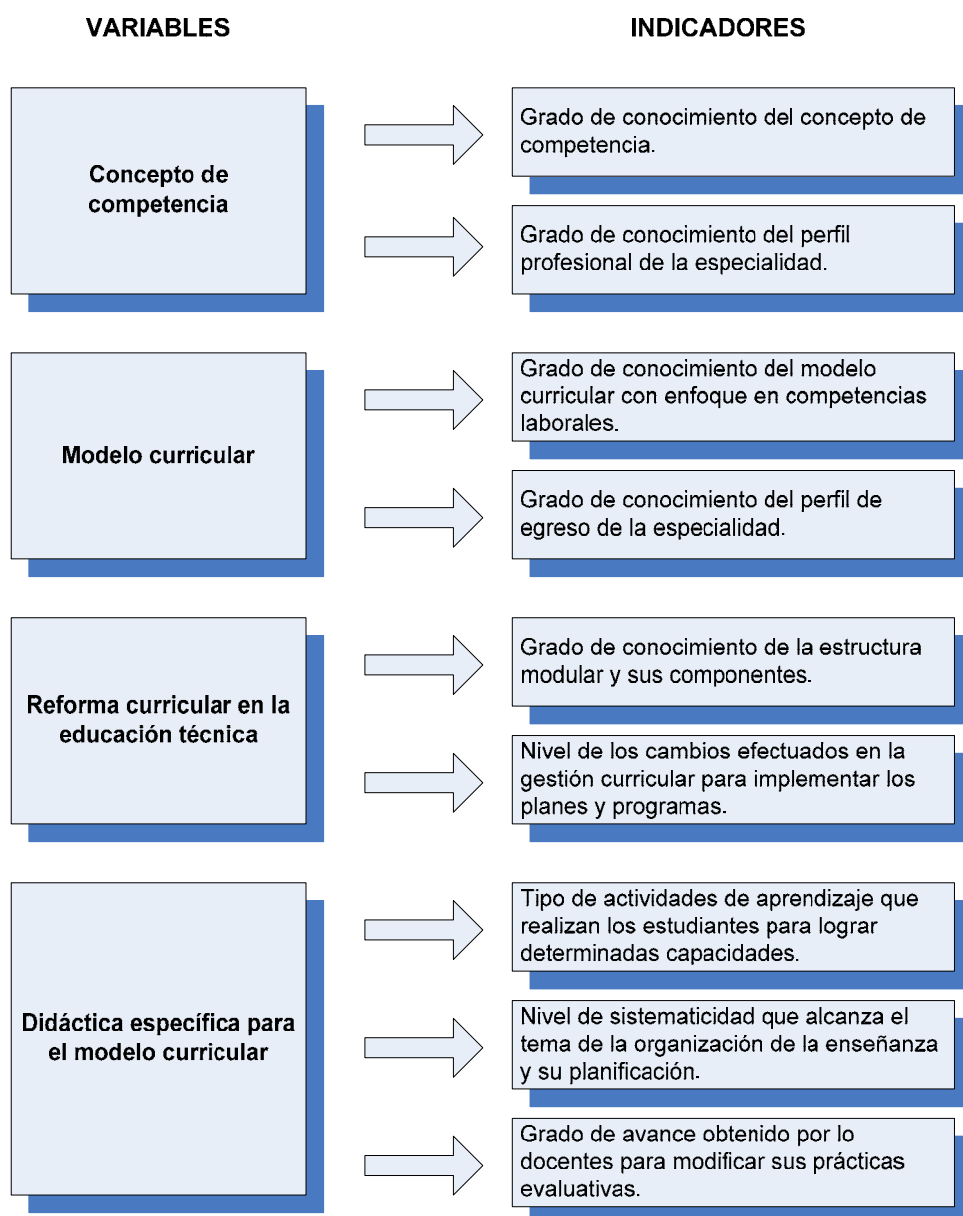 VARIABLES
INDICADORES
Concepto de
competencia
Grado de conocimiento del concepto de
competencia.
Grado de conocimiento del perfil
profesional de la especialidad.
Modelo curricular
Grado de conocimiento del modelo
curricular con enfoque en competencias
laborales.
Grado de conocimiento del perfil de
egreso de la especialidad.
Reforma curricular en la
educación técnica
Grado de conocimiento de la estructura
modular y sus componentes.
Nivel de los cambios efectuados en la
gestión curricular para implementar los
planes y programas.
Didáctica específica para
el modelo curricular
Tipo de actividades de aprendizaje que
realizan los estudiantes para lograr
determinadas capacidades.
Nivel de sistematicidad que alcanza el
tema de la organización de la enseñanza
y su planificación.
Grado de avance obtenido por lo
docentes para modificar sus prácticas
evaluativas.